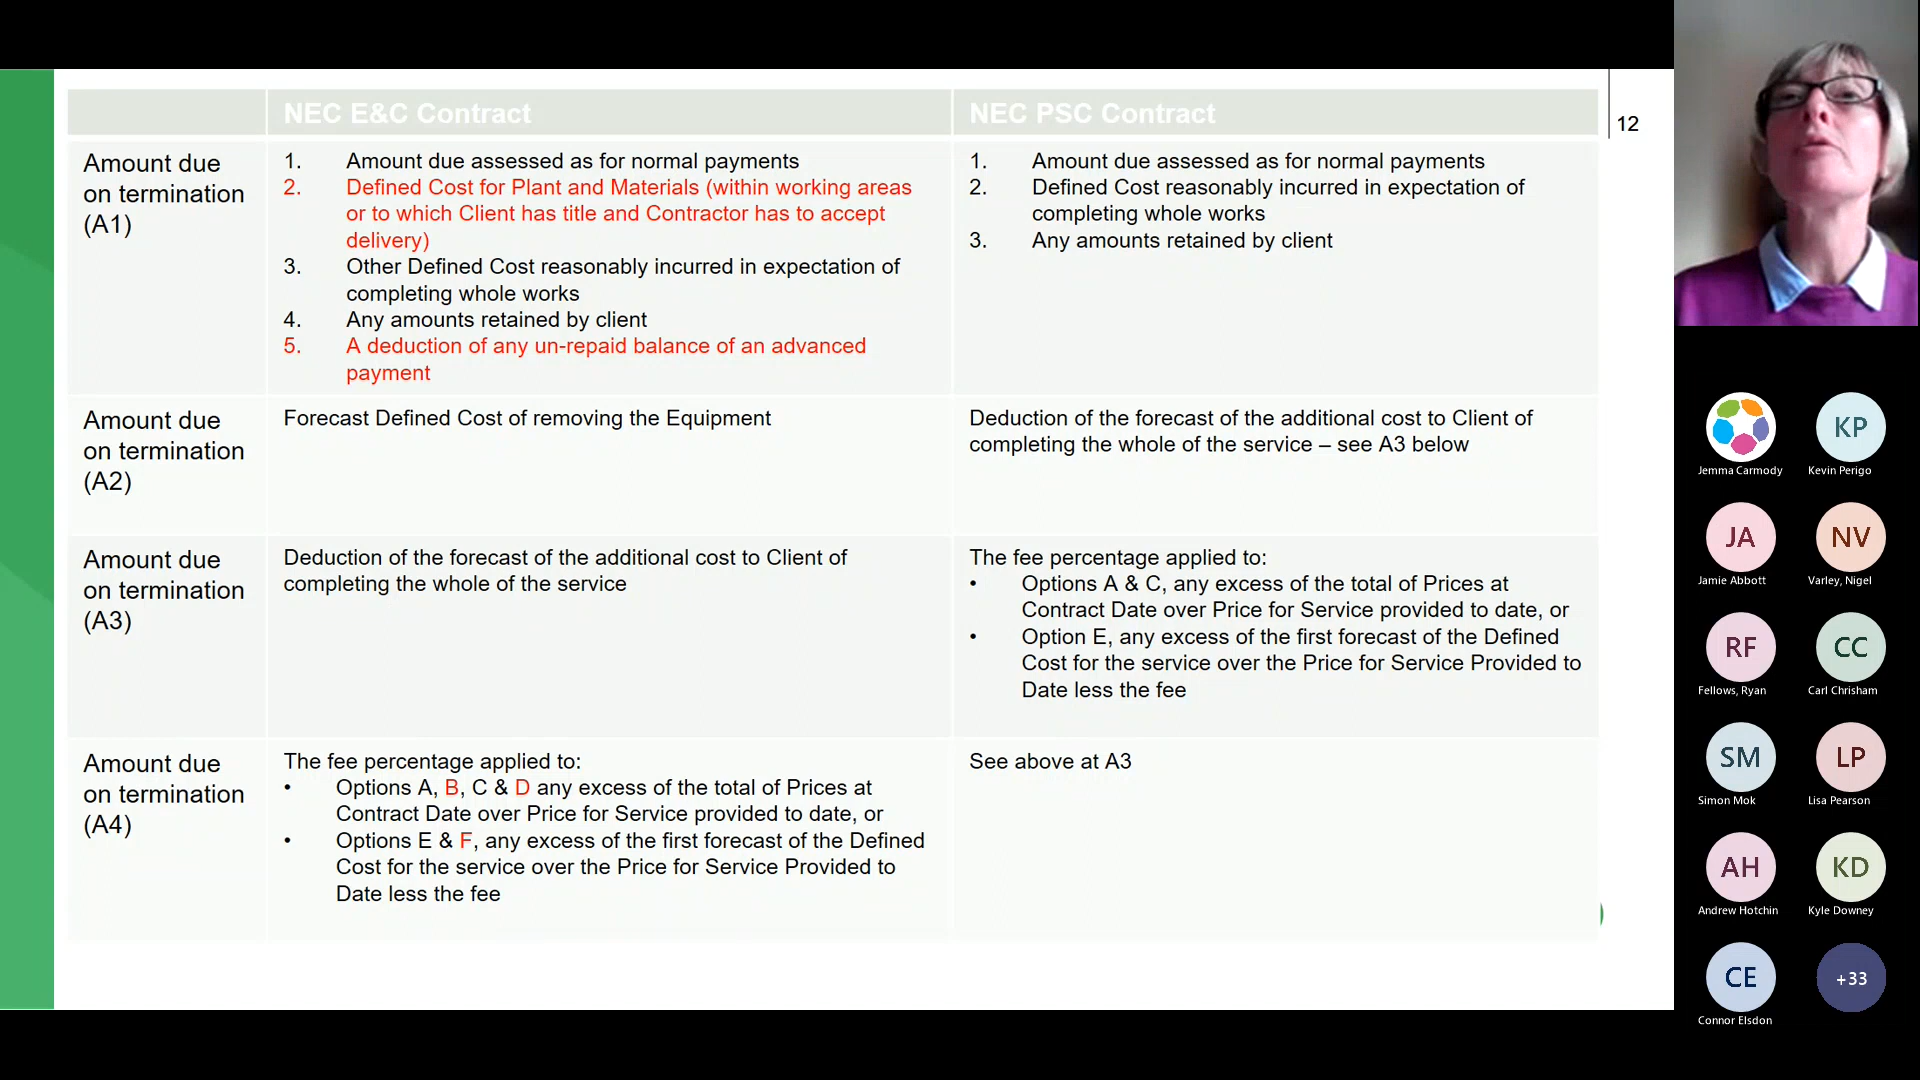 NEC E&C Contract
NEC PSC Contract
12
Amount due
on termination
(A1)
1. Amount due assessed as for normal payments
2. Defined Cost for Plant and Materials (within working areas
or to which Client has title and Contractor has to accept
delivery)
3. Other Defined Cost reasonably incurred in expectation of
completing whole works
4. Any amounts retained by client
5. A deduction of any un-repaid balance of an advanced
payment
1. Amount due assessed as for normal payments
2. Defined Cost reasonably incurred in expectation of
completing whole works
3. Any amounts retained by client
Amount due
on termination
(A2)
Forecast Defined Cost of removing the Equipment
Deduction of the forecast of the additional cost to Client of
completing the whole of the service – see A3 below
Amount due
on termination
(A3)
Deduction of the forecast of the additional cost to Client of
completing the whole of the service
The fee percentage applied to:
• Options A & C, any excess of the total of Prices at
Contract Date over Price for Service provided to date, or
• Option E, any excess of the first forecast of the Defined
Cost for the service over the Price for Service Provided to
Date less the fee
Amount due
on termination
(A4)
The fee percentage applied to:
• Options A, B, C & D any excess of the total of Prices at
Contract Date over Price for Service provided to date, or
• Options E & F, any excess of the first forecast of the Defined
Cost for the service over the Price for Service Provided to
Date less the fee
See above at A3
Jemma Carmody
KP
Kevin Perigo
JA
Jamie Abbott
NV
Varley, Nigel
RF
Fellows, Ryan
CC
Carl Chrisham
SM
Simon Mok
LP
Lisa Pearson
AH
Andrew Hotchin
KD
Kyle Downey
CE
Connor Elsdon
+33